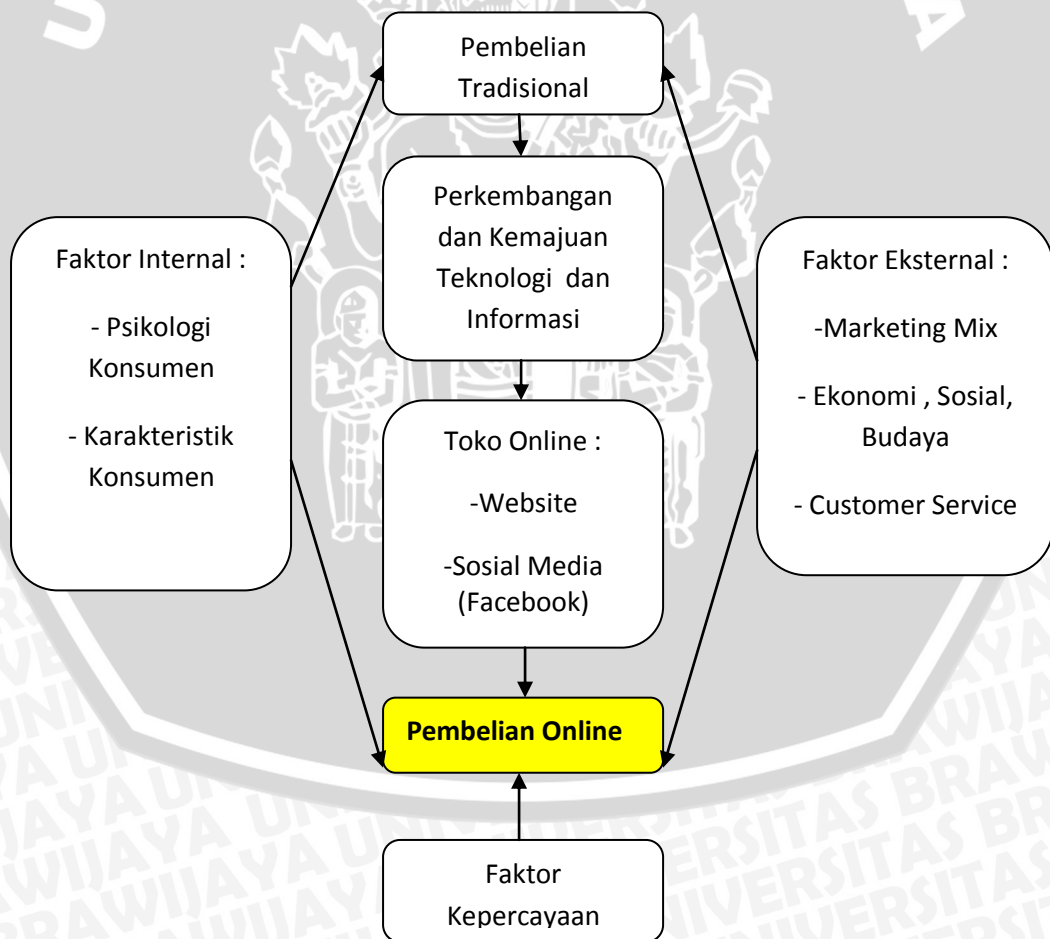 Pembelian
Tradisional
Perkembangan
dan Kemajuan
Teknologi dan
Informasi
Faktor Internal :
- Psikologi
Konsumen
- Karakteristik
Konsumen
Faktor Eksternal :
-Marketing Mix
- Ekonomi , Sosial,
Budaya
- Customer Service
Toko Online :
-Website
-Sosial Media
(Facebook)
Pembelian Online
Faktor
Kepercayaan